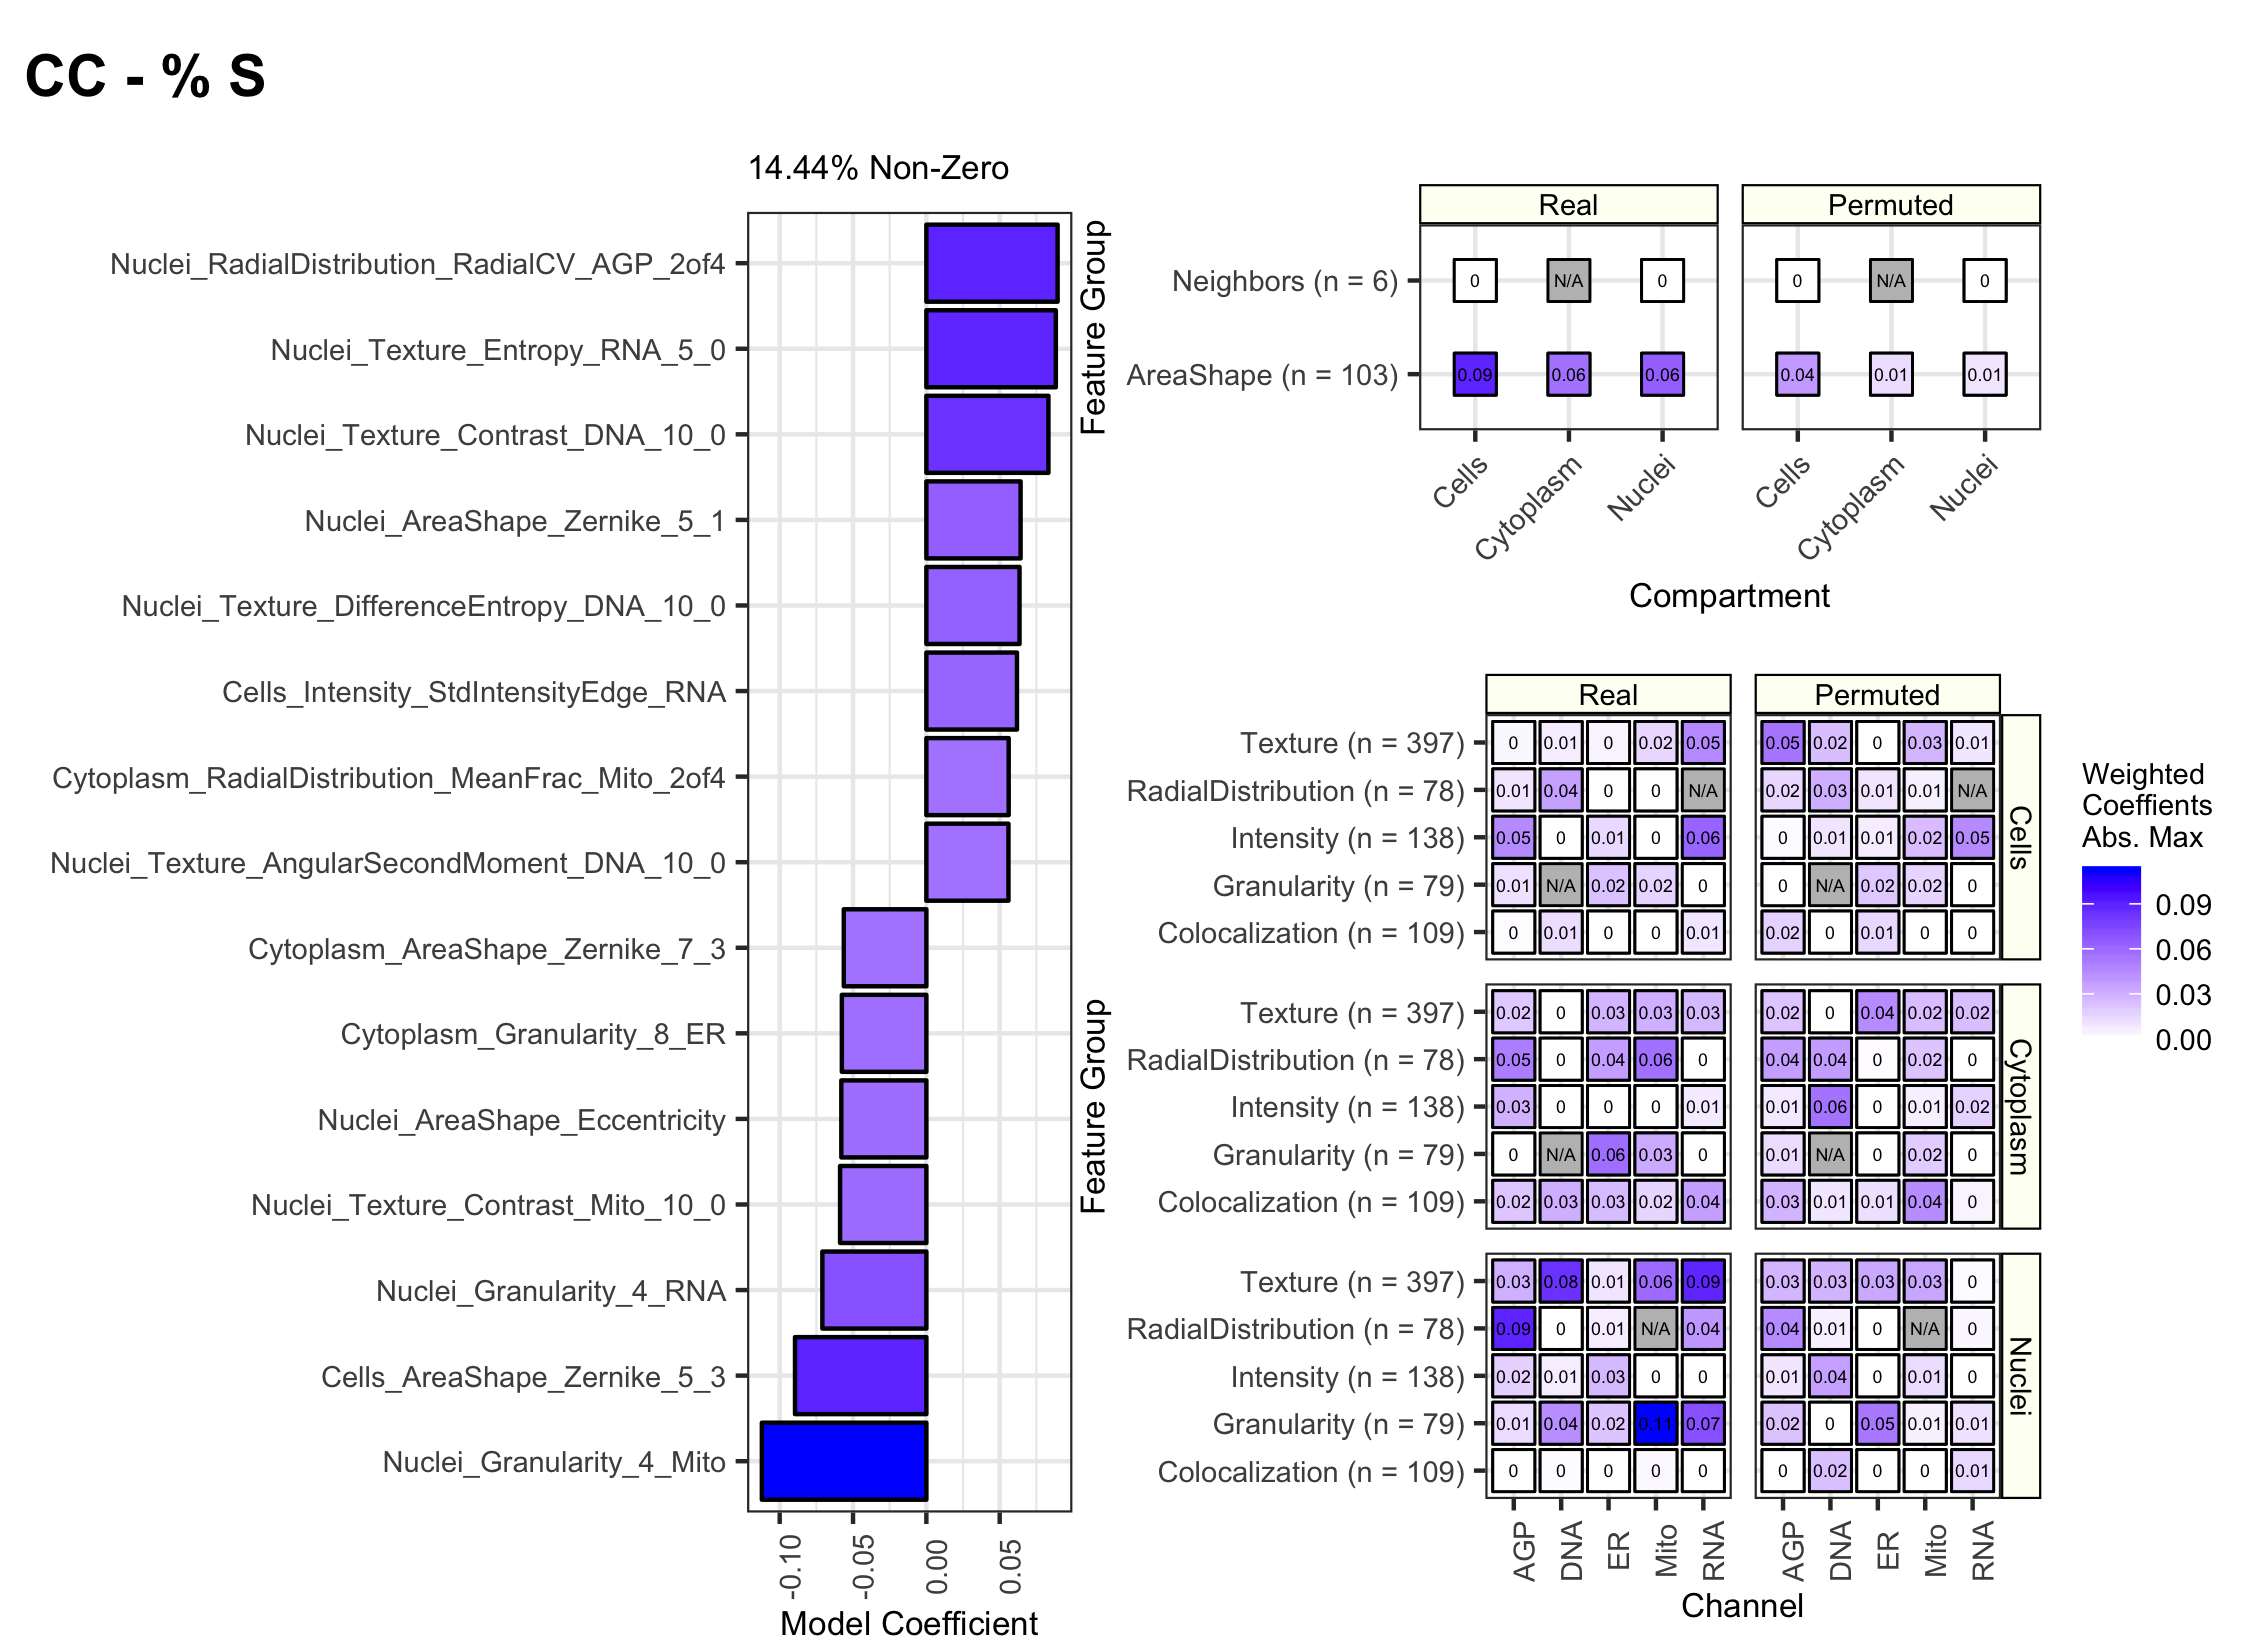 CC - % S
14.44% Non-Zero
Nuclei_RadialDistribution_RadialCV_AGP_2of4
Nuclei_Texture_Entropy_RNA_5_0
Nuclei_Texture_Contrast_DNA_10_0
Nuclei_AreaShape_Zernike_5_1
Nuclei_Texture_DifferenceEntropy_DNA_10_0
Cells_Intensity_StdIntensityEdge_RNA
Cytoplasm_RadialDistribution_MeanFrac_Mito_2of4
Nuclei_Texture_AngularSecondMoment_DNA_10_0
Cytoplasm_AreaShape_Zernike_7_3
Cytoplasm_Granularity_8_ER
Nuclei_AreaShape_Eccentricity
Nuclei_Texture_Contrast_Mito_10_0
Nuclei_Granularity_4_RNA
Cells_AreaShape_Zernike_5_3
Nuclei_Granularity_4_Mito
-0.10 -0.05 0.00 0.05
Model Coefficient
Feature Group
Real Permuted
Neighbors (n = 6) 0 N/A 0 0 N/A 0
AreaShape (n = 103) 0.09 0.06 0.06 0.04 0.01 0.01
Cells Cytoplasm Nuclei Cells Cytoplasm Nuclei
Compartment
Feature Group
Real Permuted
Texture (n = 397) 0 0.01 0 0.02 0.05 0.05 0.02 0 0.03 0.01
RadialDistribution (n = 78) 0.01 0.04 0 0 N/A 0.02 0.03 0.01 0.01 N/A
Intensity (n = 138) 0.05 0 0.01 0 0.06 0 0.01 0.01 0.02 0.05
Granularity (n = 79) 0.01 N/A 0.02 0.02 0 0 N/A 0.02 0.02 0
Colocalization (n = 109) 0 0.01 0 0 0.01 0.02 0 0.01 0 0
Cells
Texture (n = 397) 0.02 0 0.03 0.03 0.03 0.02 0 0.04 0.02 0.02
RadialDistribution (n = 78) 0.05 0 0.04 0.06 0 0.04 0.04 0 0.02 0
Intensity (n = 138) 0.03 0 0 0 0.01 0.01 0.06 0 0.01 0.02
Granularity (n = 79) 0 N/A 0.06 0.03 0 0.01 N/A 0 0.02 0
Colocalization (n = 109) 0.02 0.03 0.03 0.02 0.04 0.03 0.01 0.01 0.04 0
Cytoplasm
Texture (n = 397) 0.03 0.08 0.01 0.06 0.09 0.03 0.03 0.03 0.03 0
RadialDistribution (n = 78) 0.09 0 0.01 N/A 0.04 0.04 0.01 0 N/A 0
Intensity (n = 138) 0.02 0.01 0.03 0 0 0.01 0.04 0 0.01 0
Granularity (n = 79) 0.01 0.04 0.02 0.11 0.07 0.02 0 0.05 0.01 0.01
Colocalization (n = 109) 0 0 0 0 0 0 0.02 0 0 0.01
Nuclei
AGP DNA ER Mito RNA AGP DNA ER Mito RNA
Channel
Weighted
Coeffients
Abs. Max
0.09
0.06
0.03
0.00